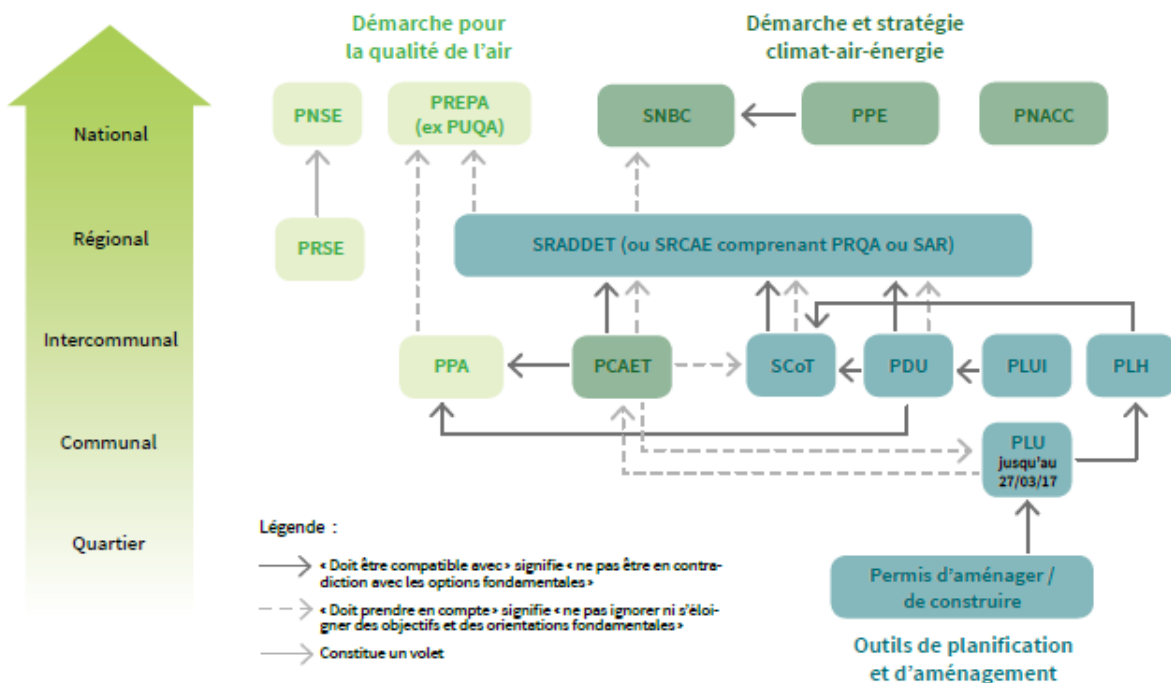 Démarche pour
la qualité de l'air
Démarche et stratégie
climat-air-énergie
National
PNSE
PREPA
(ex PUQA)
SNBC
PPE
PNACC
Régional
PRSE
SRADDET (ou SRCAE comprenant PRQA ou SAR)
Intercommunal
PPA
PCAET
SCoT
PDU
PLUI
PLH
Communal
PLU
jusqu'au
27/03/17
Quartier
Permis d'aménager /
de construire
Outils de planification
et d'aménagement
Légende :
« Doit être compatible avec » signifie « ne pas être en contra-
diction avec les options fondamentales »
« Doit prendre en compte » signifie « ne pas ignorer ni s'éloi-
gner des objectifs et des orientations fondamentales »
Constitue un volet